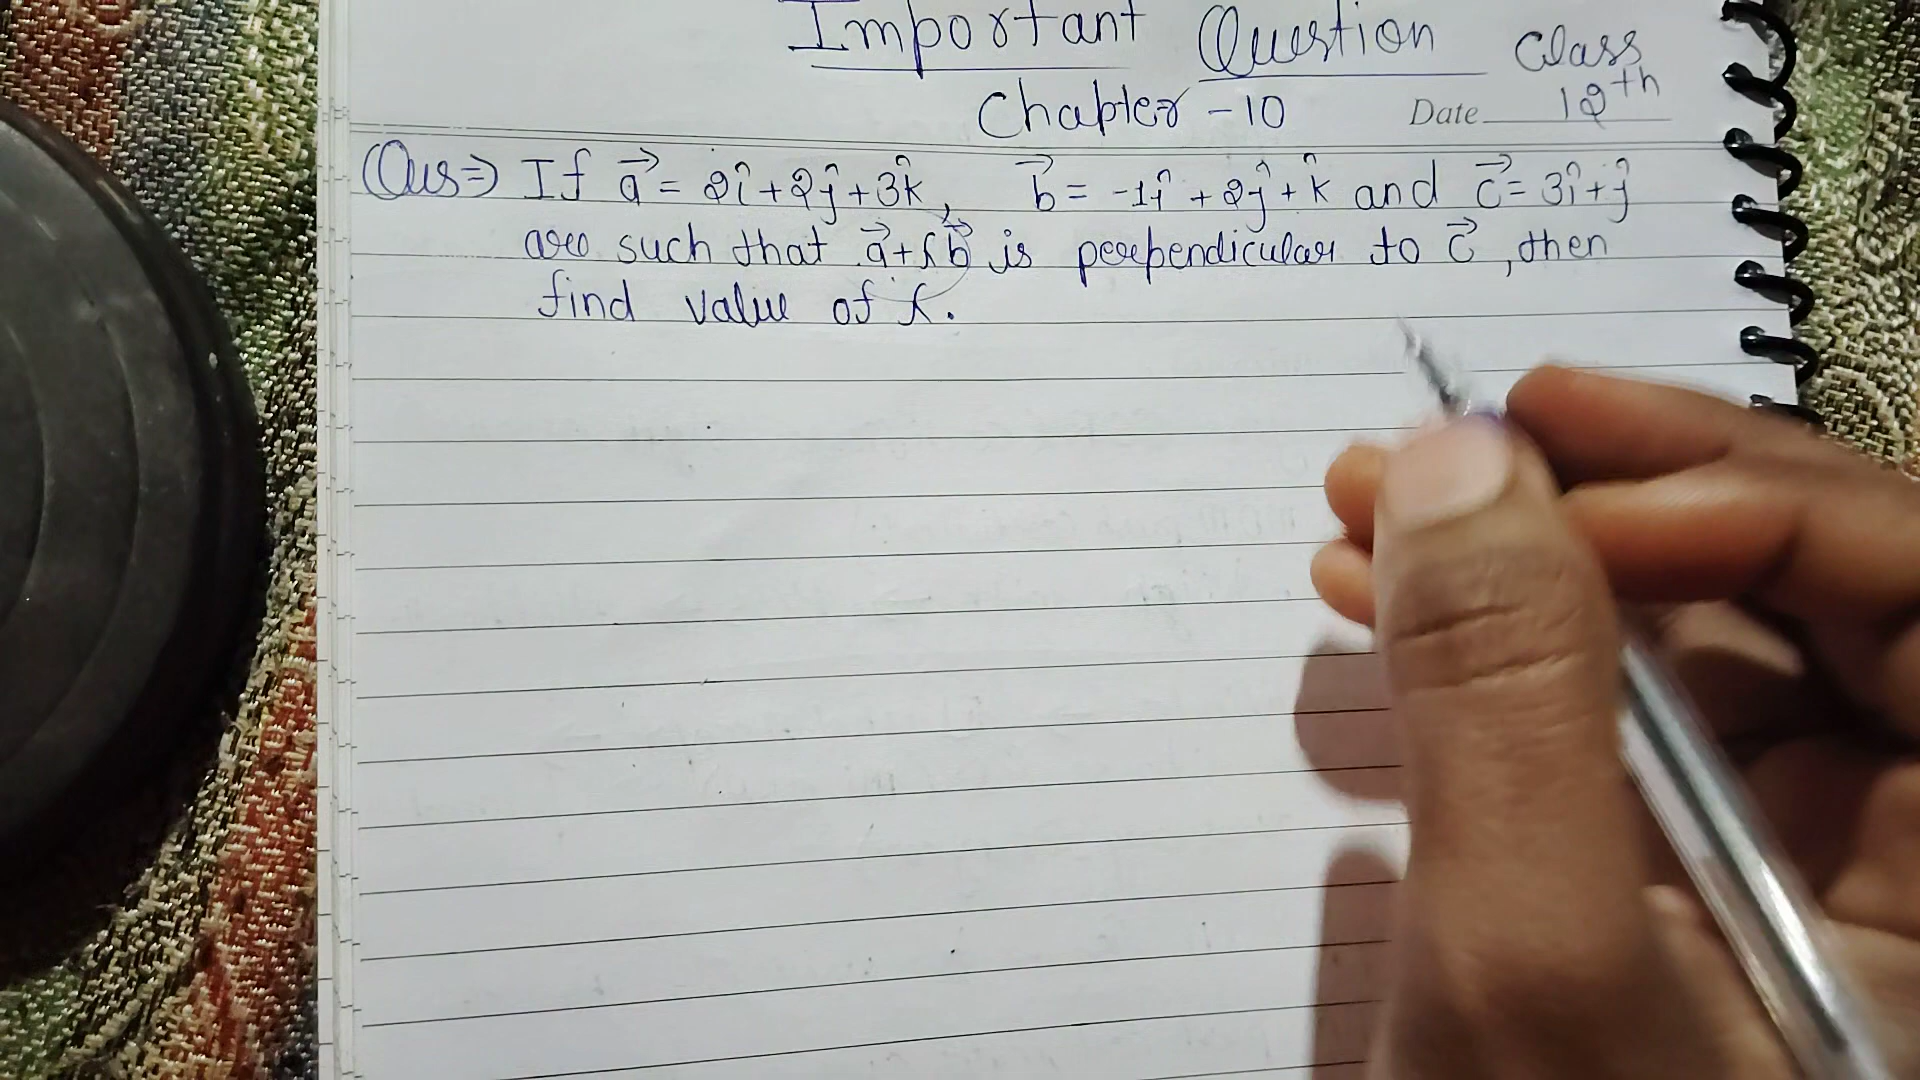 Important Question Class
Chapter - 10 Date 12th
Ques⇒ If a⃗ = 2î + 2ĵ + 3k̂, b⃗ = -1î + 2ĵ + k̂ and c⃗ = 3î + ĵ
are such that a⃗ + λb⃗ is perpendicular to c⃗, then
find value of λ.